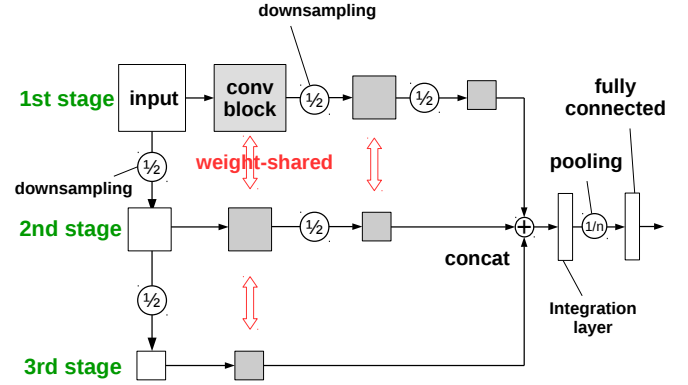 downsampling
1st stage
input
conv
block
½
½
fully
connected
½
weight-shared
pooling
downsampling
2nd stage
½
+
1/n
concat
½
Integration
layer
3rd stage